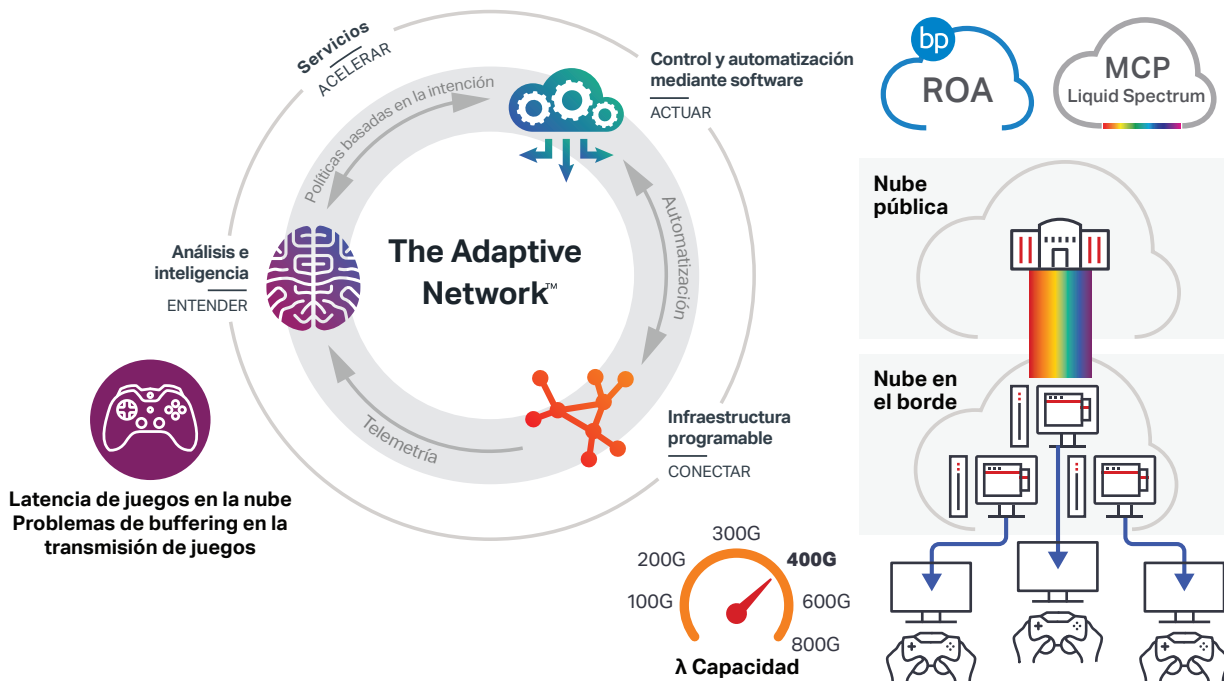 Servicios
ACELERAR
Políticas basadas en la intención
Control y automatización
mediante software
ACTUAR
Automatización
Análisis e
inteligencia
ENTENDER
The Adaptive
Network™
Telemetría
Infraestructura
programable
CONECTAR
Latencia de juegos en la nube
Problemas de buffering en la
transmisión de juegos
100G
200G
300G
400G
600G
800G
λ Capacidad
bp
ROA
MCP
Liquid Spectrum
Nube
pública
Nube en
el borde